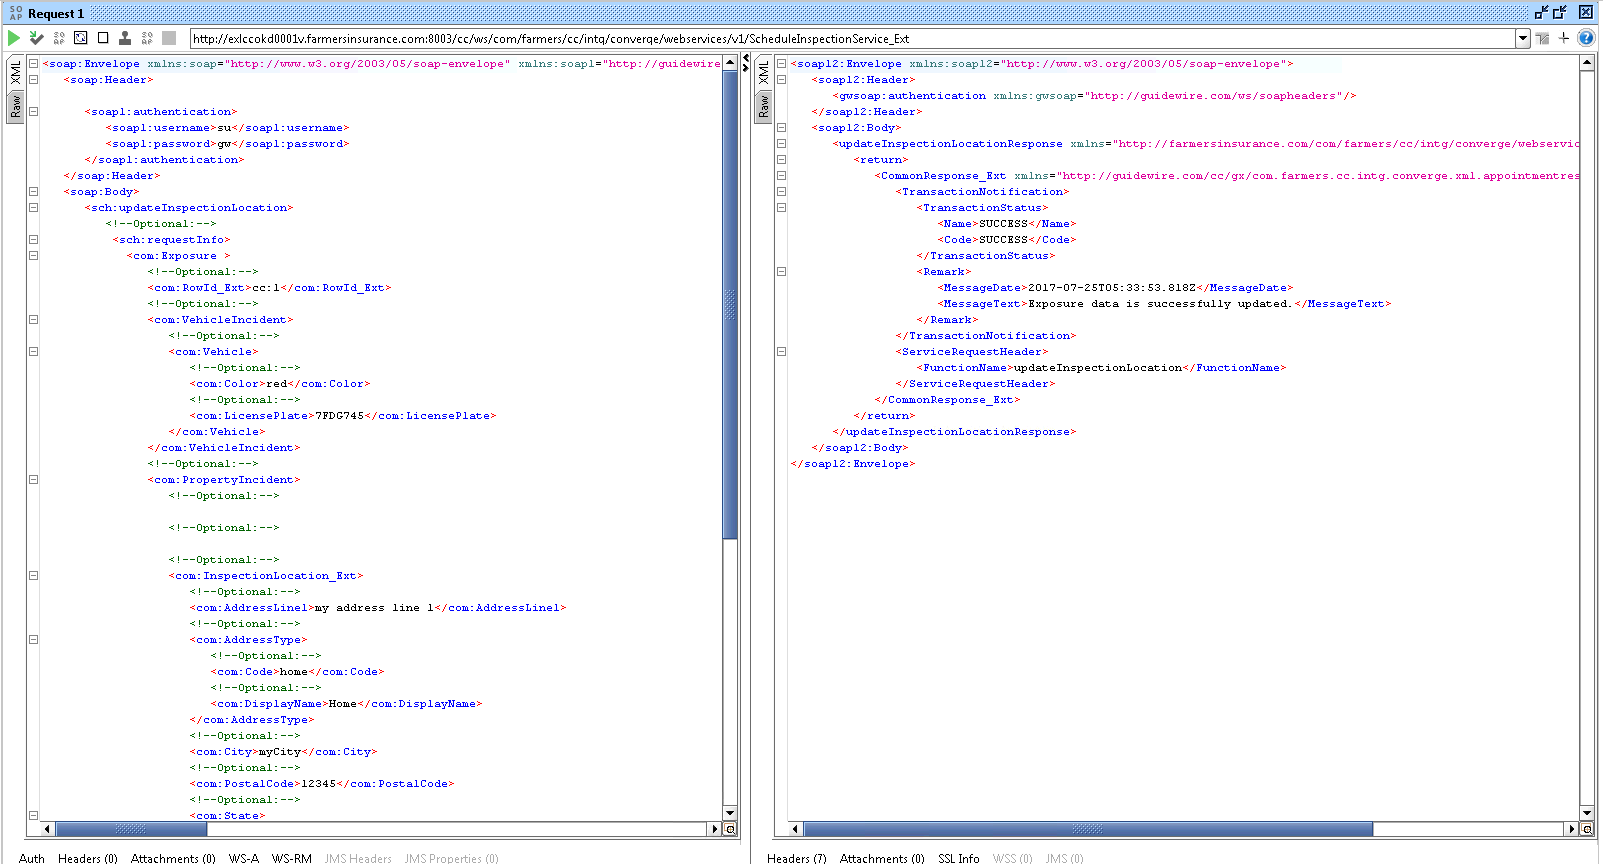 SO
AP
Request 1
http://exlccokd0001v.farmersinsurance.com:8003/cc/ws/com/farmers/cc/intg/converge/webservices/v1/ScheduleInspectionService_Ext
XML
Raw
<soap:Envelope xmlns:soap="http://www.w3.org/2003/05/soap-envelope" xmlns:soap1="http://guidewire
<soap:Header>
<soap1:authentication>
<soap1:username>su</soap1:username>
<soap1:password>gw</soap1:password>
</soap1:authentication>
</soap:Header>
<soap:Body>
<sch:updateInspectionLocation>
<!--Optional:-->
<sch:requestInfo>
<com:Exposure >
<!--Optional:-->
<com:RowId_Ext>cc:1</com:RowId_Ext>
<!--Optional:-->
<com:VehicleIncident>
<!--Optional:-->
<com:Vehicle>
<!--Optional:-->
<com:Color>red</com:Color>
<!--Optional:-->
<com:LicensePlate>7FDG745</com:LicensePlate>
</com:Vehicle>
</com:VehicleIncident>
<!--Optional:-->
<com:PropertyIncident>
<!--Optional:-->
<!--Optional:-->
<!--Optional:-->
<com:InspectionLocation_Ext>
<!--Optional:-->
<com:AddressLine1>my address line 1</com:AddressLine1>
<!--Optional:-->
<com:AddressType>
<!--Optional:-->
<com:Code>home</com:Code>
<!--Optional:-->
<com:DisplayName>Home</com:DisplayName>
</com:AddressType>
<!--Optional:-->
<com:City>myCity</com:City>
<!--Optional:-->
<com:PostalCode>12345</com:PostalCode>
<!--Optional:-->
<com:State>
Auth Headers (0) Attachments (0) WS-A WS-RM JMS Headers JMS Properties (0)
XML
Raw
<soap12:Envelope xmlns:soap12="http://www.w3.org/2003/05/soap-envelope">
<soap12:Header>
<gwsoap:authentication xmlns:gwsoap="http://guidewire.com/ws/soapheaders"/>
</soap12:Header>
<soap12:Body>
<updateInspectionLocationResponse xmlns="http://farmersinsurance.com/com/farmers/cc/intg/converge/webservic
<return>
<CommonResponse_Ext xmlns="http://guidewire.com/cc/gx/com.farmers.cc.intg.converge.xml.appointmentres
<TransactionNotification>
<TransactionStatus>
<Name>SUCCESS</Name>
<Code>SUCCESS</Code>
</TransactionStatus>
<Remark>
<MessageDate>2017-07-25T05:33:53.818Z</MessageDate>
<MessageText>Exposure data is successfully updated.</MessageText>
</Remark>
</TransactionNotification>
<ServiceRequestHeader>
<FunctionName>updateInspectionLocation</FunctionName>
</ServiceRequestHeader>
</CommonResponse_Ext>
</return>
</updateInspectionLocationResponse>
</soap12:Body>
</soap12:Envelope>
Headers (7) Attachments (0) SSL Info WSS (0) JMS (0)